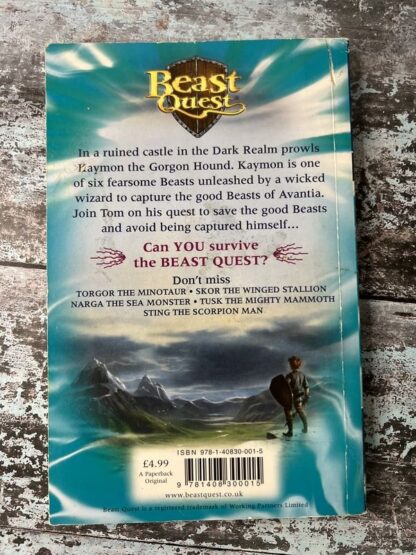 Beast
Quest
In a ruined castle in the Dark Realm prowls
Kaymon the Gorgon Hound. Kaymon is one
of six fearsome Beasts unleashed by a wicked
wizard to capture the good Beasts of Avantia.
Join Tom on his quest to save the good Beasts
and avoid being captured himself...
Can YOU survive
the BEAST QUEST?
Don't miss
TORGOR THE MINOTAUR • SKOR THE WINGED STALLION
NARGA THE SEA MONSTER • TUSK THE MIGHTY MAMMOTH
STING THE SCORPION MAN
£4.99
A Paperback
Original
ISBN 978-1-40830-001-5
9 781408 300015
www.beastquest.co.uk
Beast Quest is a registered trademark of Working Partners Limited